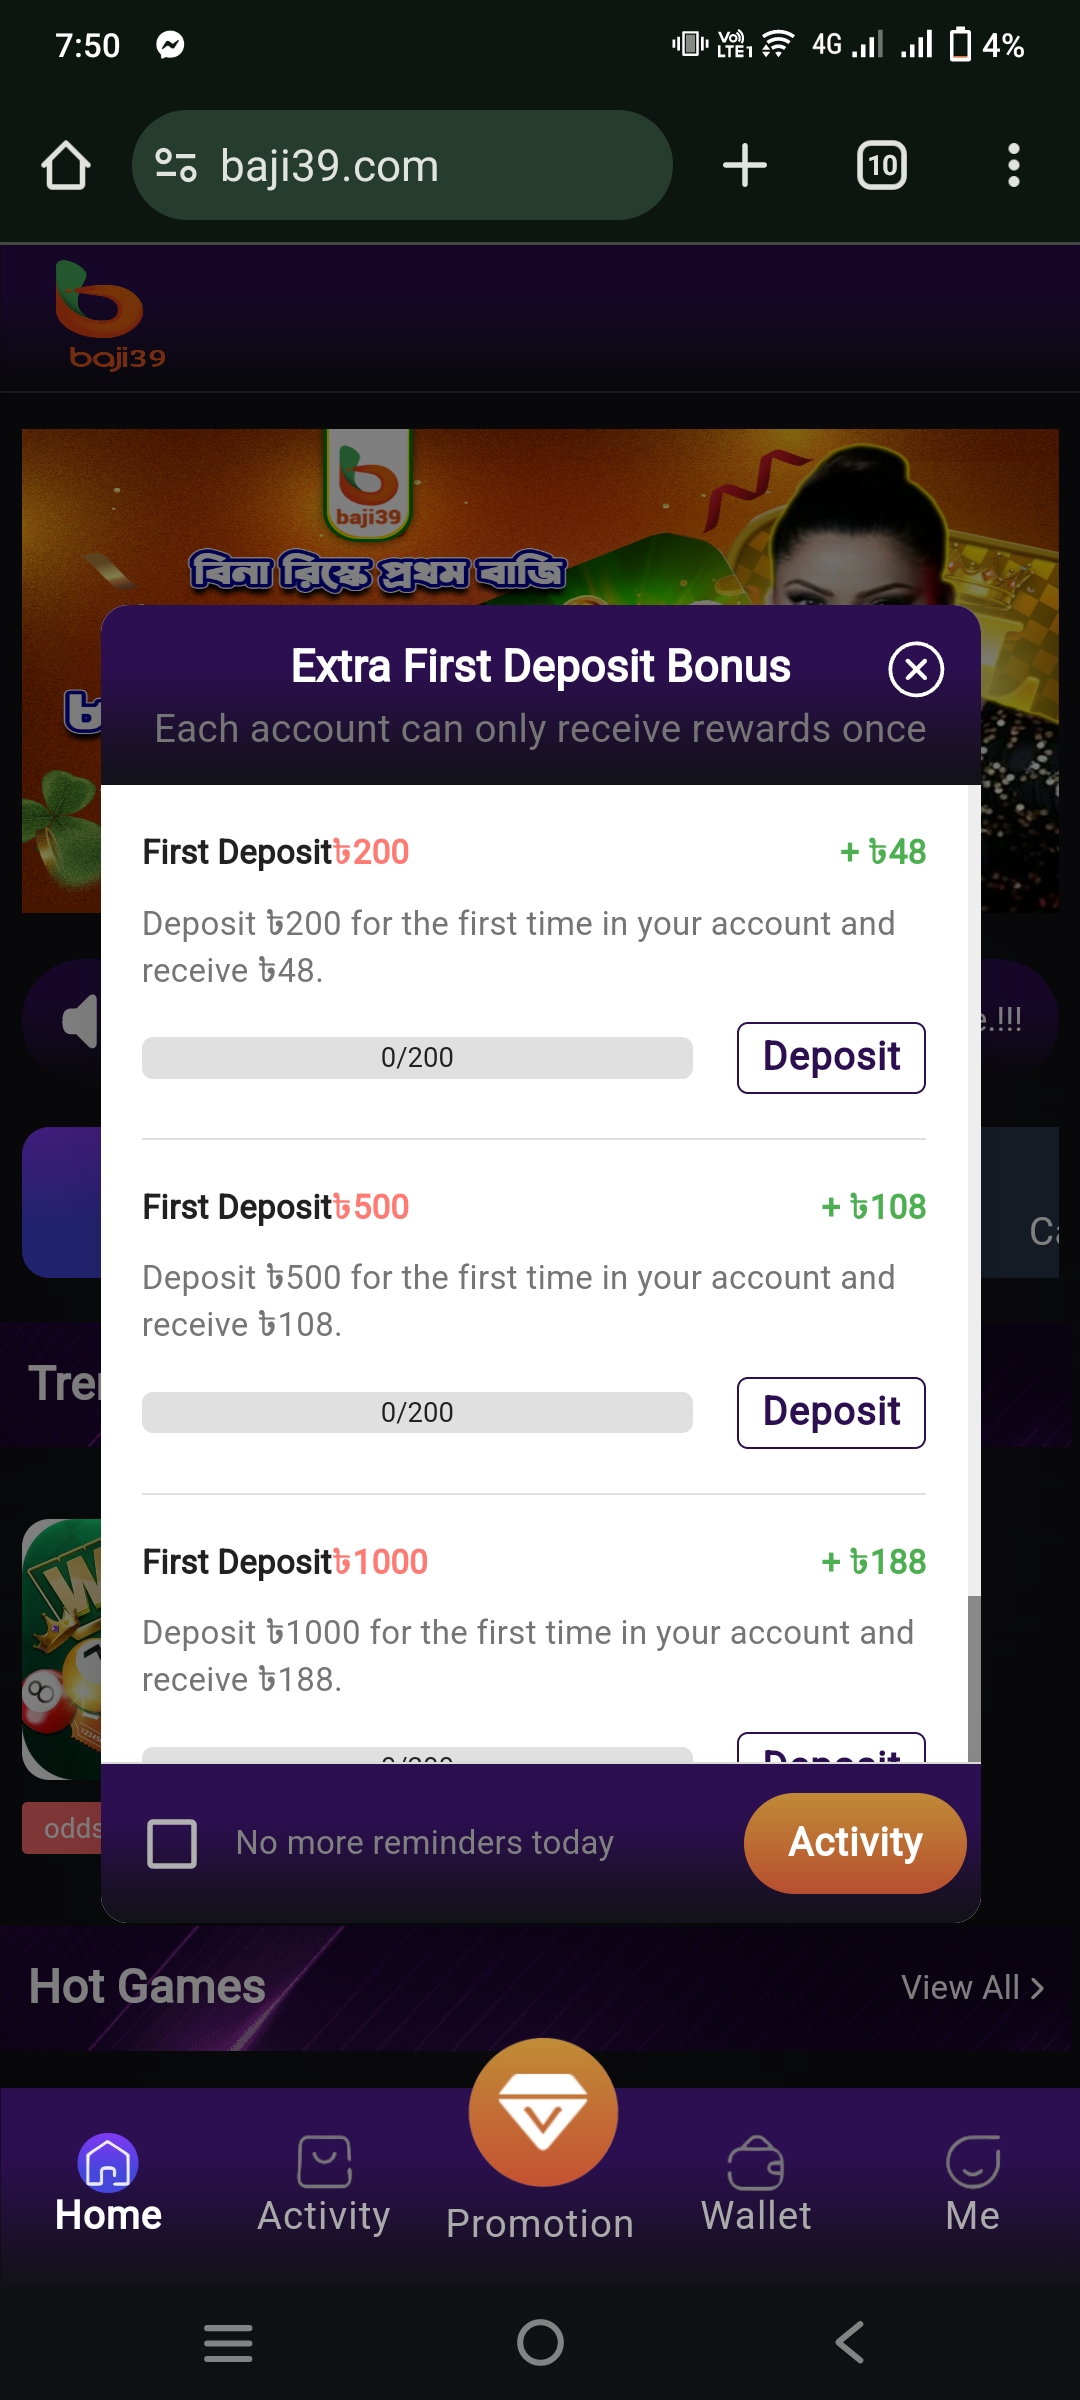 7:50
Vo))
LTE1
4G
4%
baji39.com
10
baji39
baji39
বিনা রিস্কে প্রথম বাজি
Extra First Deposit Bonus
Each account can only receive rewards once
First Deposit৳200
+ ৳48
Deposit ৳200 for the first time in your account and
receive ৳48.
0/200
Deposit
First Deposit৳500
+ ৳108
Deposit ৳500 for the first time in your account and
receive ৳108.
0/200
Deposit
First Deposit৳1000
+ ৳188
Deposit ৳1000 for the first time in your account and
receive ৳188.
0/200
Deposit
odds
No more reminders today
Activity
Hot Games
View All
Home
Activity
Promotion
Wallet
Me